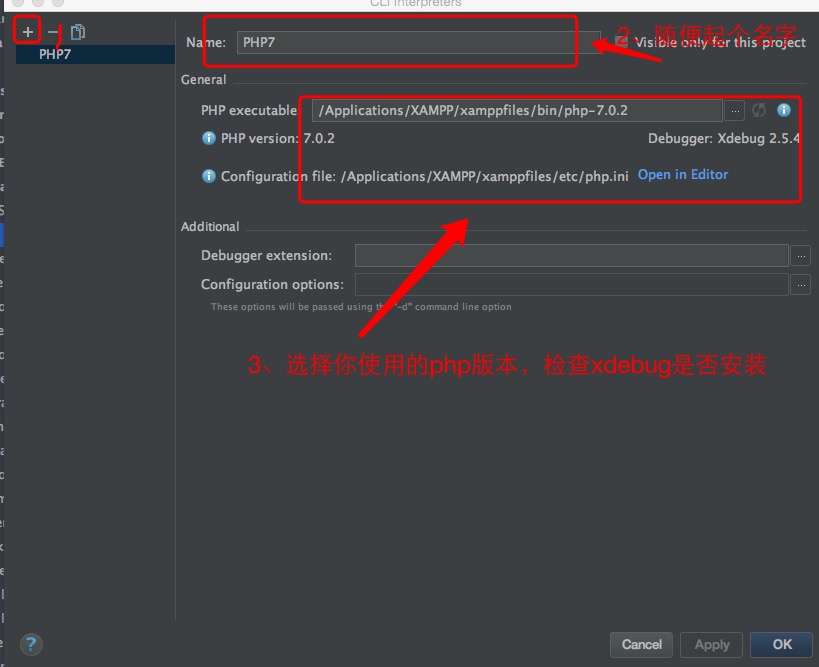 CLI Interpreters
PHP7
Name: PHP7 Visible only for this project
2、随便起个名字
General
PHP executable: /Applications/XAMPP/xamppfiles/bin/php-7.0.2
PHP version: 7.0.2 Debugger: Xdebug 2.5.4
Configuration file: /Applications/XAMPP/xamppfiles/etc/php.ini Open in Editor
Additional
Debugger extension:
Configuration options:
These options will be passed using the "-d" command line option
3、选择你使用的php版本，检查xdebug是否安装
? Cancel Apply OK